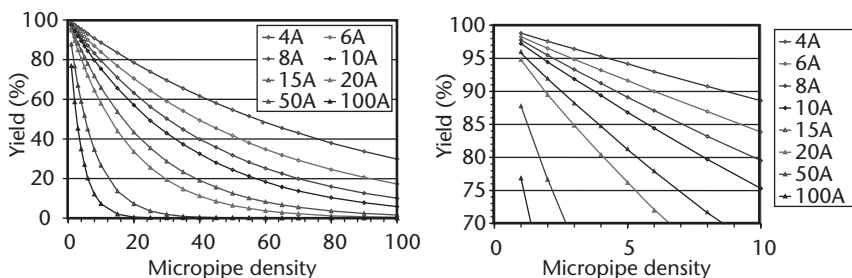 Yield (%)
100
80
60
40
20
0
4A 6A
8A 10A
15A 20A
50A 100A
0 20 40 60 80 100
Micropipe density
Yield (%)
100
95
90
85
80
75
70
0 5 10
Micropipe density
4A
6A
8A
10A
15A
20A
50A
100A